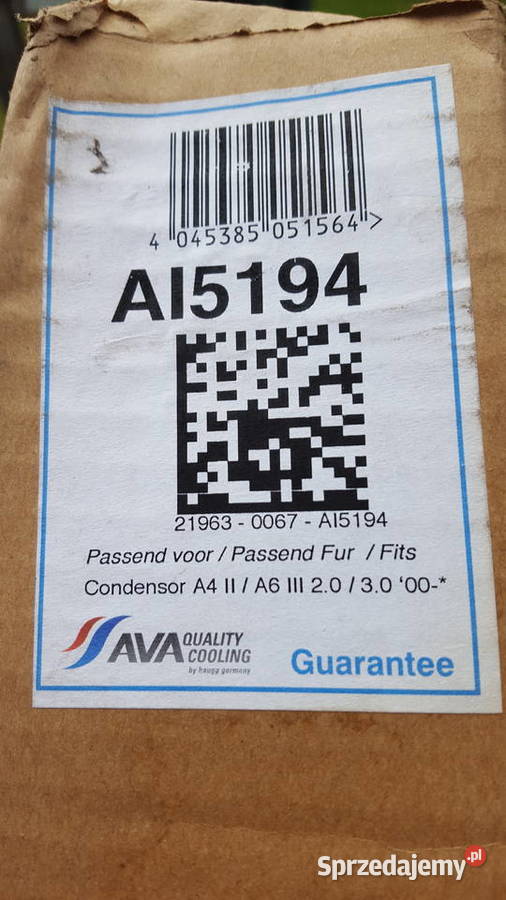 4 045385 051564 >
AI5194
21963 - 0067 - AI5194
Passend voor / Passend Fur / Fits
Condensor A4 II / A6 III 2.0 / 3.0 ‘00-*
AVA QUALITY COOLING
by hauga germany
Guarantee
Sprzedajemy.pl